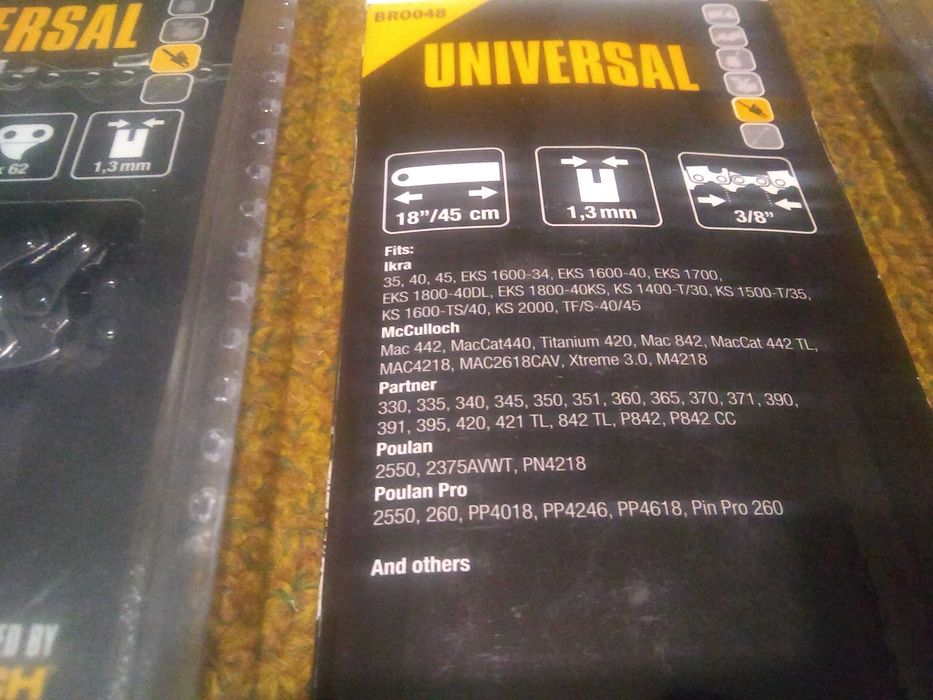 ERSAL
x 62
1,3 mm
ED BY
BRO048
UNIVERSAL
18"/45 cm
1,3 mm
3/8"
Fits:
Ikra
35, 40, 45, EKS 1600-34, EKS 1600-40, EKS 1700,
EKS 1800-40DL, EKS 1800-40KS, KS 1400-T/30, KS 1500-T/35,
KS 1600-TS/40, KS 2000, TF/S-40/45
McCulloch
Mac 442, MacCat440, Titanium 420, Mac 842, MacCat 442 TL,
MAC4218, MAC2618CAV, Xtreme 3.0, M4218
Partner
330, 335, 340, 345, 350, 351, 360, 365, 370, 371, 390,
391, 395, 420, 421 TL, 842 TL, P842, P842 CC
Poulan
2550, 2375AVWT, PN4218
Poulan Pro
2550, 260, PP4018, PP4246, PP4618, Pin Pro 260
And others